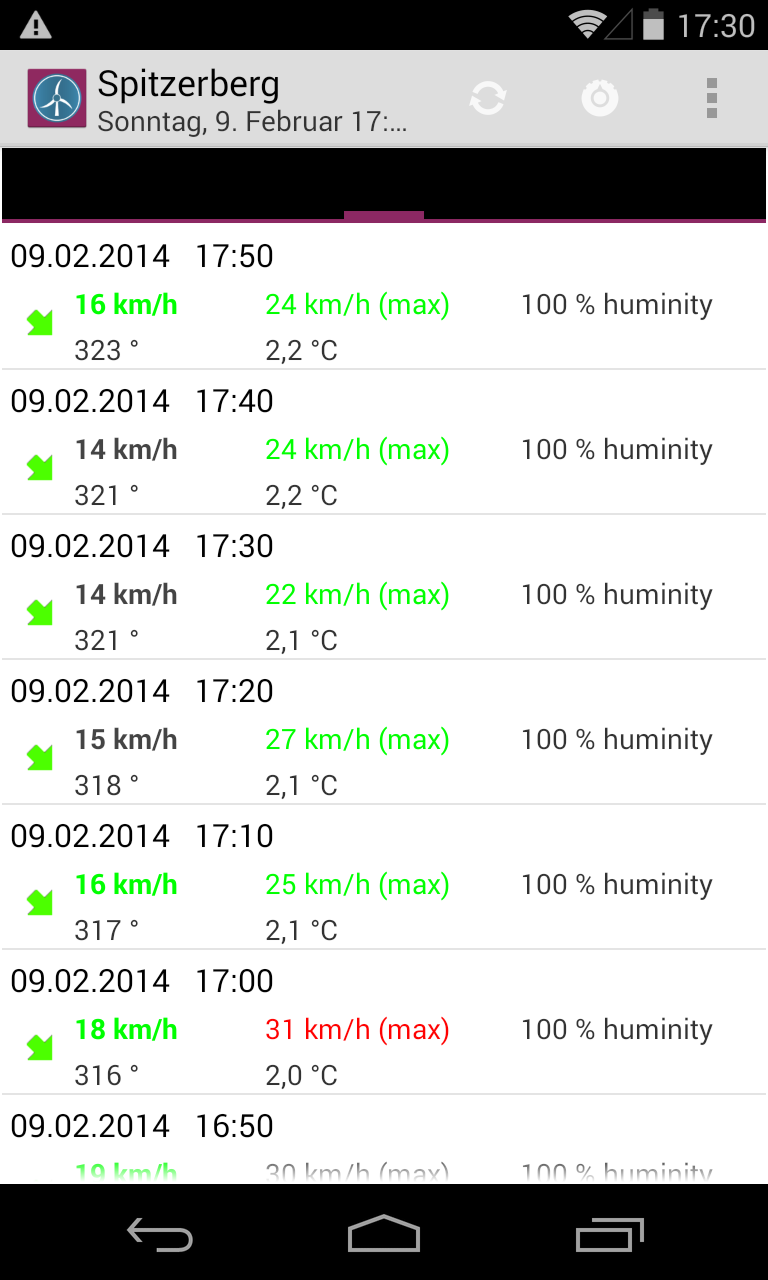 17:30
Spitzerberg
Sonntag, 9. Februar 17:...
09.02.2014 17:50
16 km/h 24 km/h (max) 100 % huminity
323 ° 2,2 °C
09.02.2014 17:40
14 km/h 24 km/h (max) 100 % huminity
321 ° 2,2 °C
09.02.2014 17:30
14 km/h 22 km/h (max) 100 % huminity
321 ° 2,1 °C
09.02.2014 17:20
15 km/h 27 km/h (max) 100 % huminity
318 ° 2,1 °C
09.02.2014 17:10
16 km/h 25 km/h (max) 100 % huminity
317 ° 2,1 °C
09.02.2014 17:00
18 km/h 31 km/h (max) 100 % huminity
316 ° 2,0 °C
09.02.2014 16:50
19 km/h 30 km/h (max) 100 % huminity